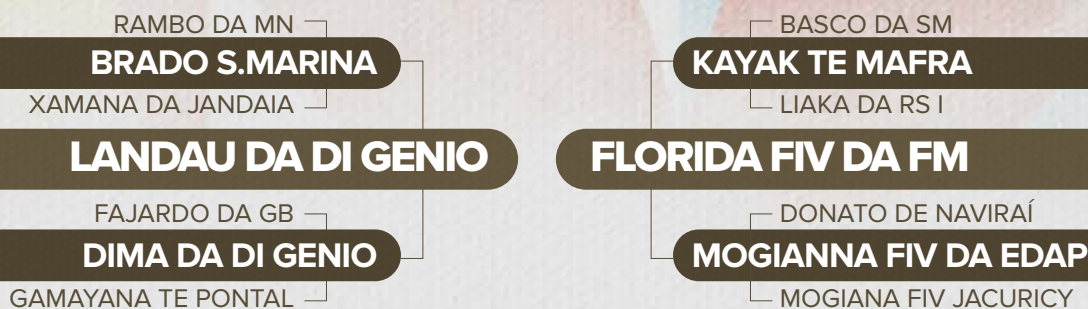 RAMBO DA MN
BRADO S.MARINA
XAMANA DA JANDAIA
LANDAU DA DI GENIO
FAJARDO DA GB
DIMA DA DI GENIO
GAMAYANA TE PONTAL
BASCO DA SM
KAYAK TE MAFRA
LIAKA DA RS I
FLORIDA FIV DA FM
DONATO DE NAVIRAÍ
MOGIANNA FIV DA EDAP
MOGIANA FIV JACURICY